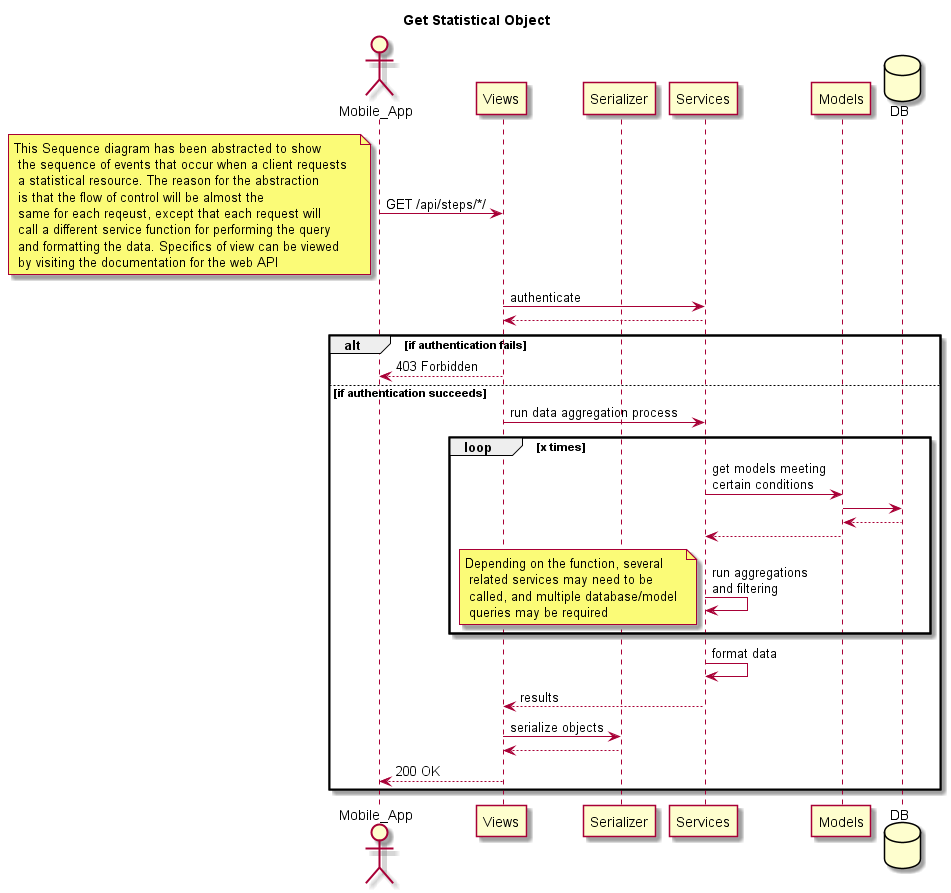 Get Statistical Object
Mobile_App
Views
Serializer
Services
Models
DB
This Sequence diagram has been abstracted to show
the sequence of events that occur when a client requests
a statistical resource. The reason for the abstraction
is that the flow of control will be almost the
same for each reqeust, except that each request will
call a different service function for performing the query
and formatting the data. Specifics of view can be viewed
by visiting the documentation for the web API
GET /api/steps/*/
authenticate
alt [if authentication fails]
403 Forbidden
[if authentication succeeds]
run data aggregation process
loop [x times]
get models meeting
certain conditions
Depending on the function, several
related services may need to be
called, and multiple database/model
queries may be required
run aggregations
and filtering
format data
results
serialize objects
200 OK
Mobile_App
Views
Serializer
Services
Models
DB